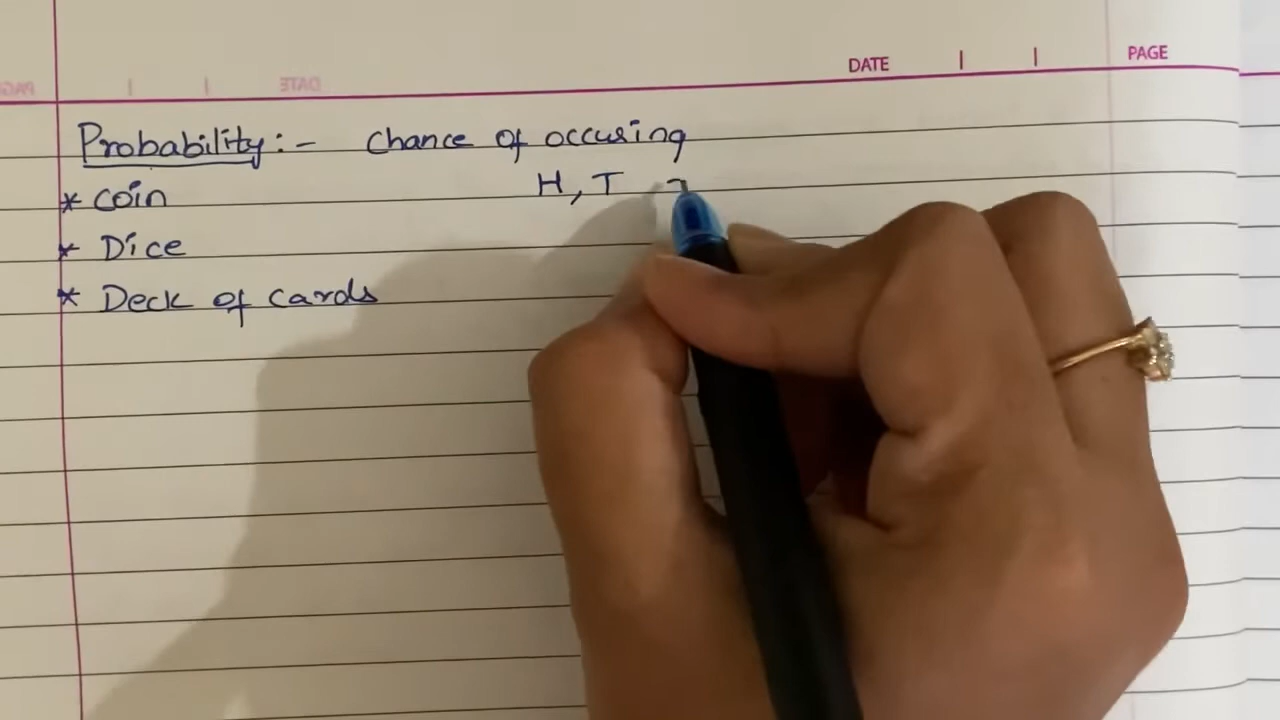 DATE | | PAGE
Probability :- Chance of occuring
* Coin H, T
* Dice
* Deck of cards